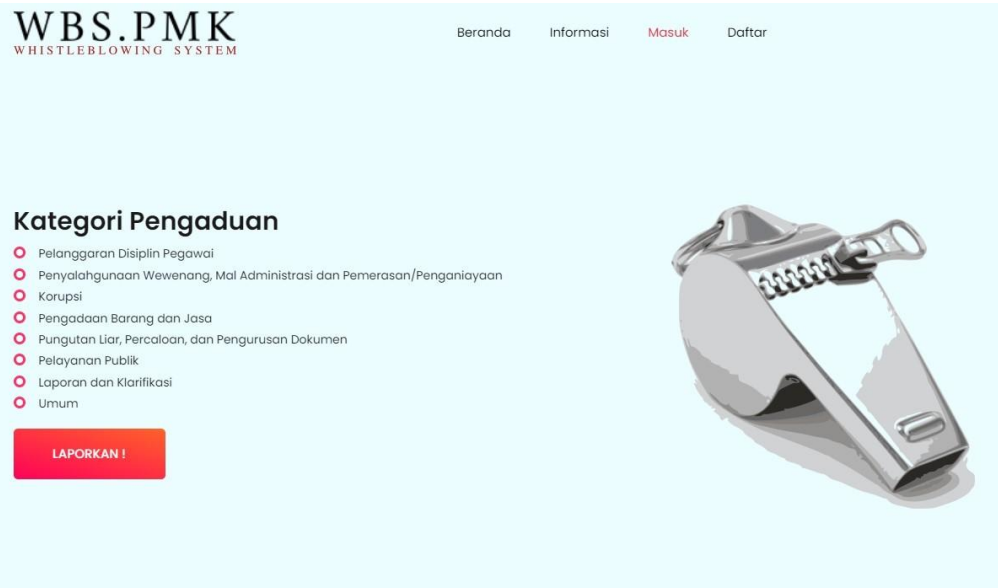 WBS.PMK
WHISTLEBLOWING SYSTEM
Beranda Informasi Masuk Daftar
Kategori Pengaduan
Pelanggaran Disiplin Pegawai
Penyalahgunaan Wewenang, Mal Administrasi dan Pemerasan/Penganiayaan
Korupsi
Pengadaan Barang dan Jasa
Pungutan Liar, Percaloan, dan Pengurusan Dokumen
Pelayanan Publik
Laporan dan Klarifikasi
Umum
LAPORKAN !